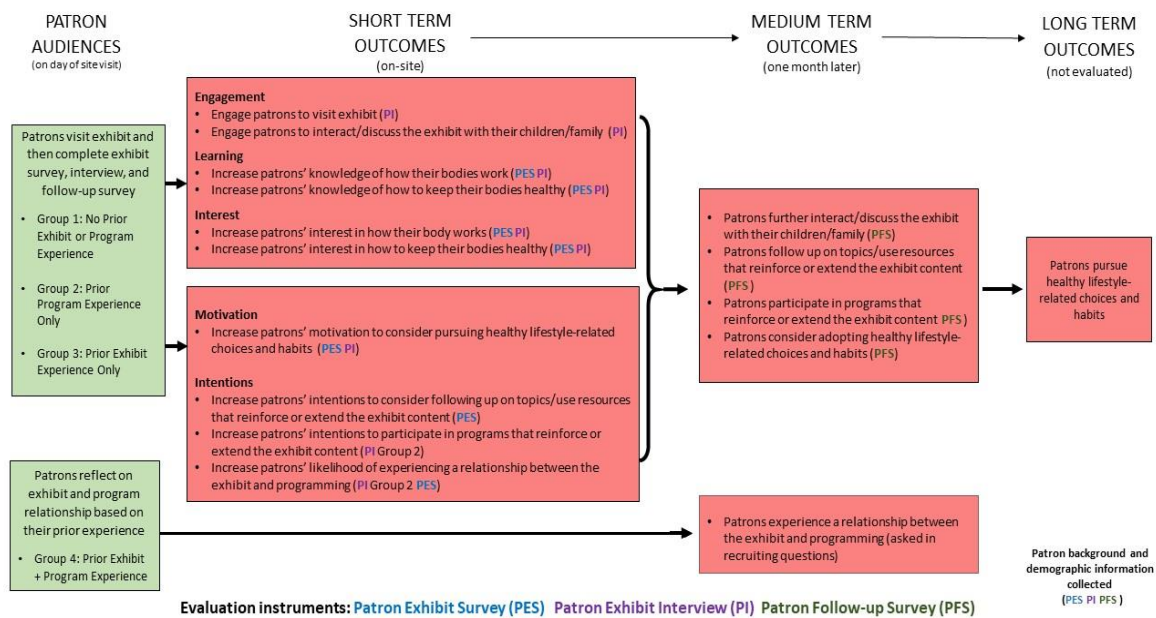 PATRON
AUDIENCES
(on day of site visit)
SHORT TERM
OUTCOMES
(on-site)
MEDIUM TERM
OUTCOMES
(one month later)
LONG TERM
OUTCOMES
(not evaluated)
Patrons visit exhibit and
then complete exhibit
survey, interview, and
follow-up survey
• Group 1: No Prior
Exhibit or Program
Experience
• Group 2: Prior
Program Experience
Only
• Group 3: Prior Exhibit
Experience Only
Engagement
• Engage patrons to visit exhibit (PI)
• Engage patrons to interact/discuss the exhibit with their children/family (PI)
Learning
• Increase patrons' knowledge of how their bodies work (PES PI)
• Increase patrons' knowledge of how to keep their bodies healthy (PES PI)
Interest
• Increase patrons' interest in how their body works (PES PI)
• Increase patrons' interest in how to keep their bodies healthy (PES PI)
Motivation
• Increase patrons' motivation to consider pursuing healthy lifestyle-related
choices and habits (PES PI)
Intentions
• Increase patrons' intentions to consider following up on topics/use resources
that reinforce or extend the exhibit content (PES)
• Increase patrons' intentions to participate in programs that reinforce or
extend the exhibit content (PI Group 2)
• Increase patrons' likelihood of experiencing a relationship between the
exhibit and programming (PI Group 2 PES)
• Patrons further interact/discuss the exhibit
with their children/family (PFS)
• Patrons follow up on topics/use resources
that reinforce or extend the exhibit content
(PFS)
• Patrons participate in programs that
reinforce or extend the exhibit content PFS)
• Patrons consider adopting healthy lifestyle-
related choices and habits (PFS)
Patrons pursue
healthy lifestyle-
related choices and
habits
Patrons reflect on
exhibit and program
relationship based on
their prior experience
• Group 4: Prior Exhibit
+ Program Experience
• Patrons experience a relationship between
the exhibit and programming (asked in
recruiting questions)
Patron background and
demographic information
collected
(PES PI PFS )
Evaluation instruments: Patron Exhibit Survey (PES) Patron Exhibit Interview (PI) Patron Follow-up Survey (PFS)